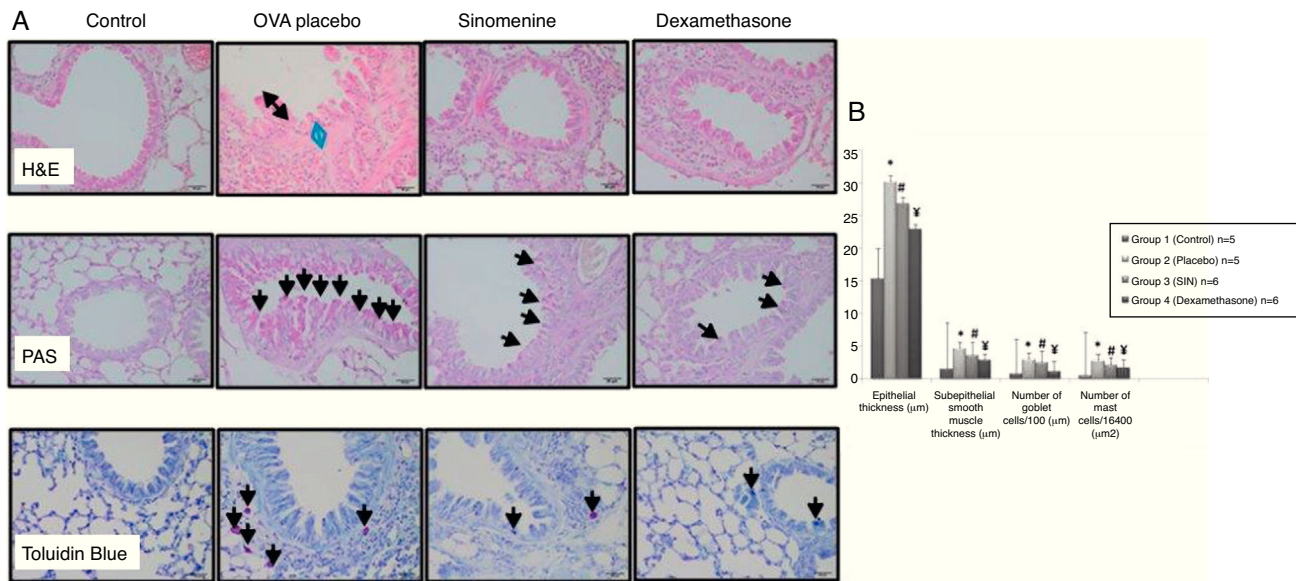 A
Control
OVA placebo
Sinomenine
Dexamethasone
H&E
PAS
Toluidin Blue
B
35
30
25
20
15
10
5
0
*
#
¥
* # ¥
* # ¥
* # ¥
Epithelial
thickness (μm)
Subepithelial
smooth
muscle
thickness (μm)
Number of
goblet
cells/100 (μm)
Number of
mast
cells/16400
(μm2)
Group 1 (Control) n=5
Group 2 (Placebo) n=5
Group 3 (SIN) n=6
Group 4 (Dexamethasone) n=6